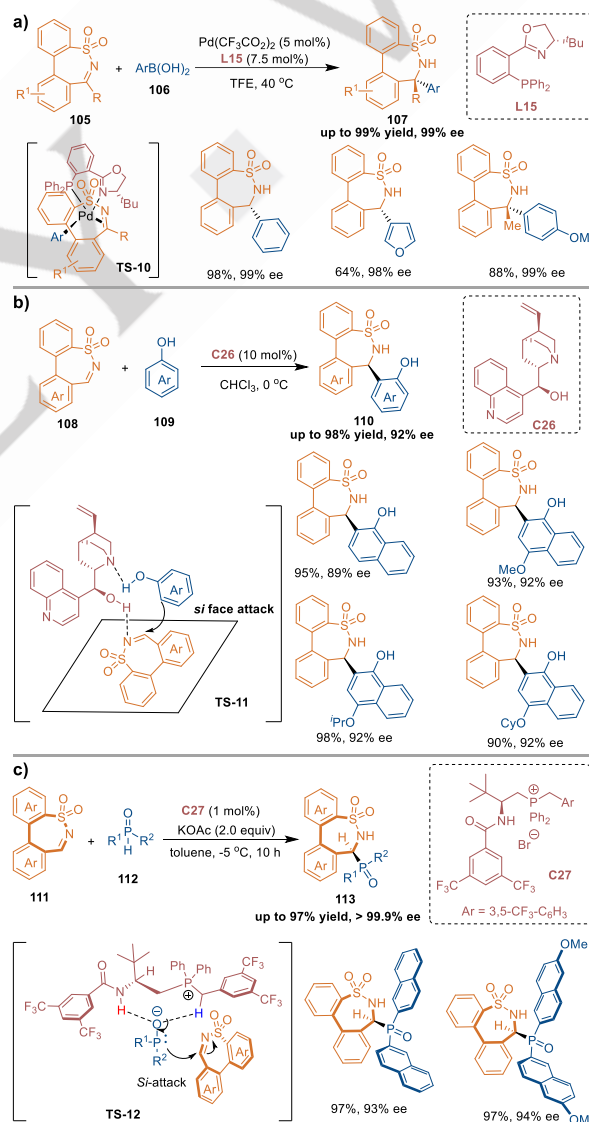 a)
Pd(CF₃CO₂)₂ (5 mol%)
L15 (7.5 mol%)
TFE, 40 °C
105
+
ArB(OH)₂
106
107
up to 99% yield, 99% ee
L15
TS-10
98%, 99% ee
64%, 98% ee
88%, 99% ee
b)
C26 (10 mol%)
CHCl₃, 0 °C
108
+
109
110
up to 98% yield, 92% ee
C26
si face attack
TS-11
95%, 89% ee
93%, 92% ee
98%, 92% ee
90%, 92% ee
c)
C27 (1 mol%)
KOAc (2.0 equiv)
toluene, -5 °C, 10 h
111
+
112
113
up to 97% yield, > 99.9% ee
C27
Ar = 3,5-CF₃-C₆H₃
Si-attack
TS-12
97%, 93% ee
97%, 94% ee